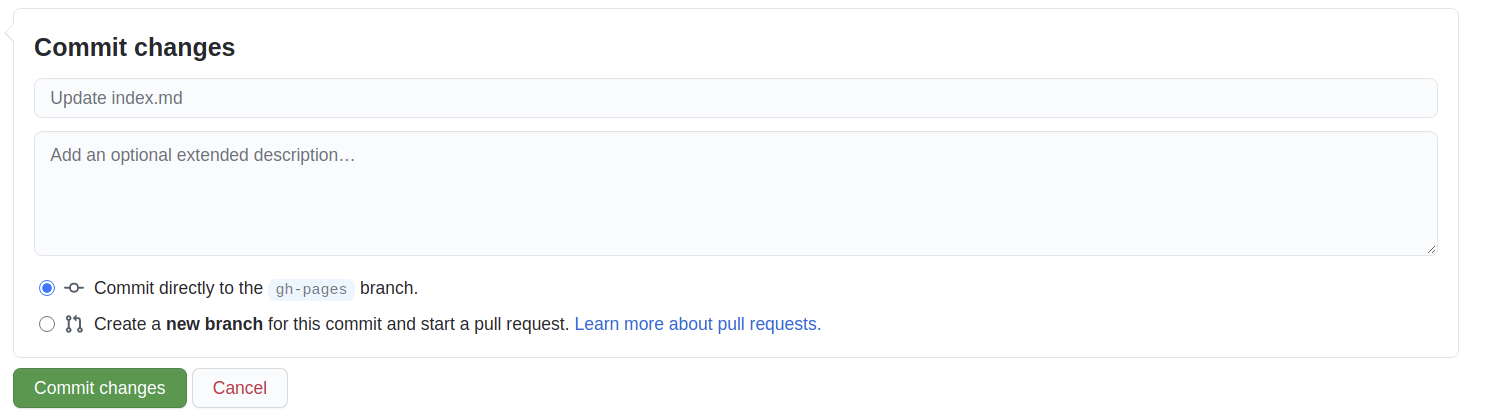 Commit changes
Update index.md
Add an optional extended description…
Commit directly to the gh-pages branch.
Create a new branch for this commit and start a pull request. Learn more about pull requests.
Commit changes Cancel